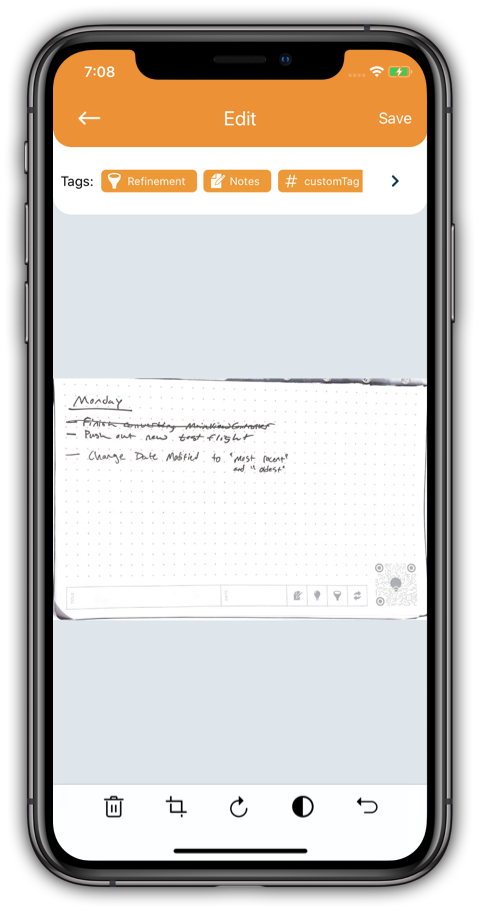 7:08
Edit
Save
Tags:
Refinement
Notes
# customTag
Monday
— Finish converting MainViewController
— Push out new test flight
— Change Date Modified to "most recent"
and "oldest"